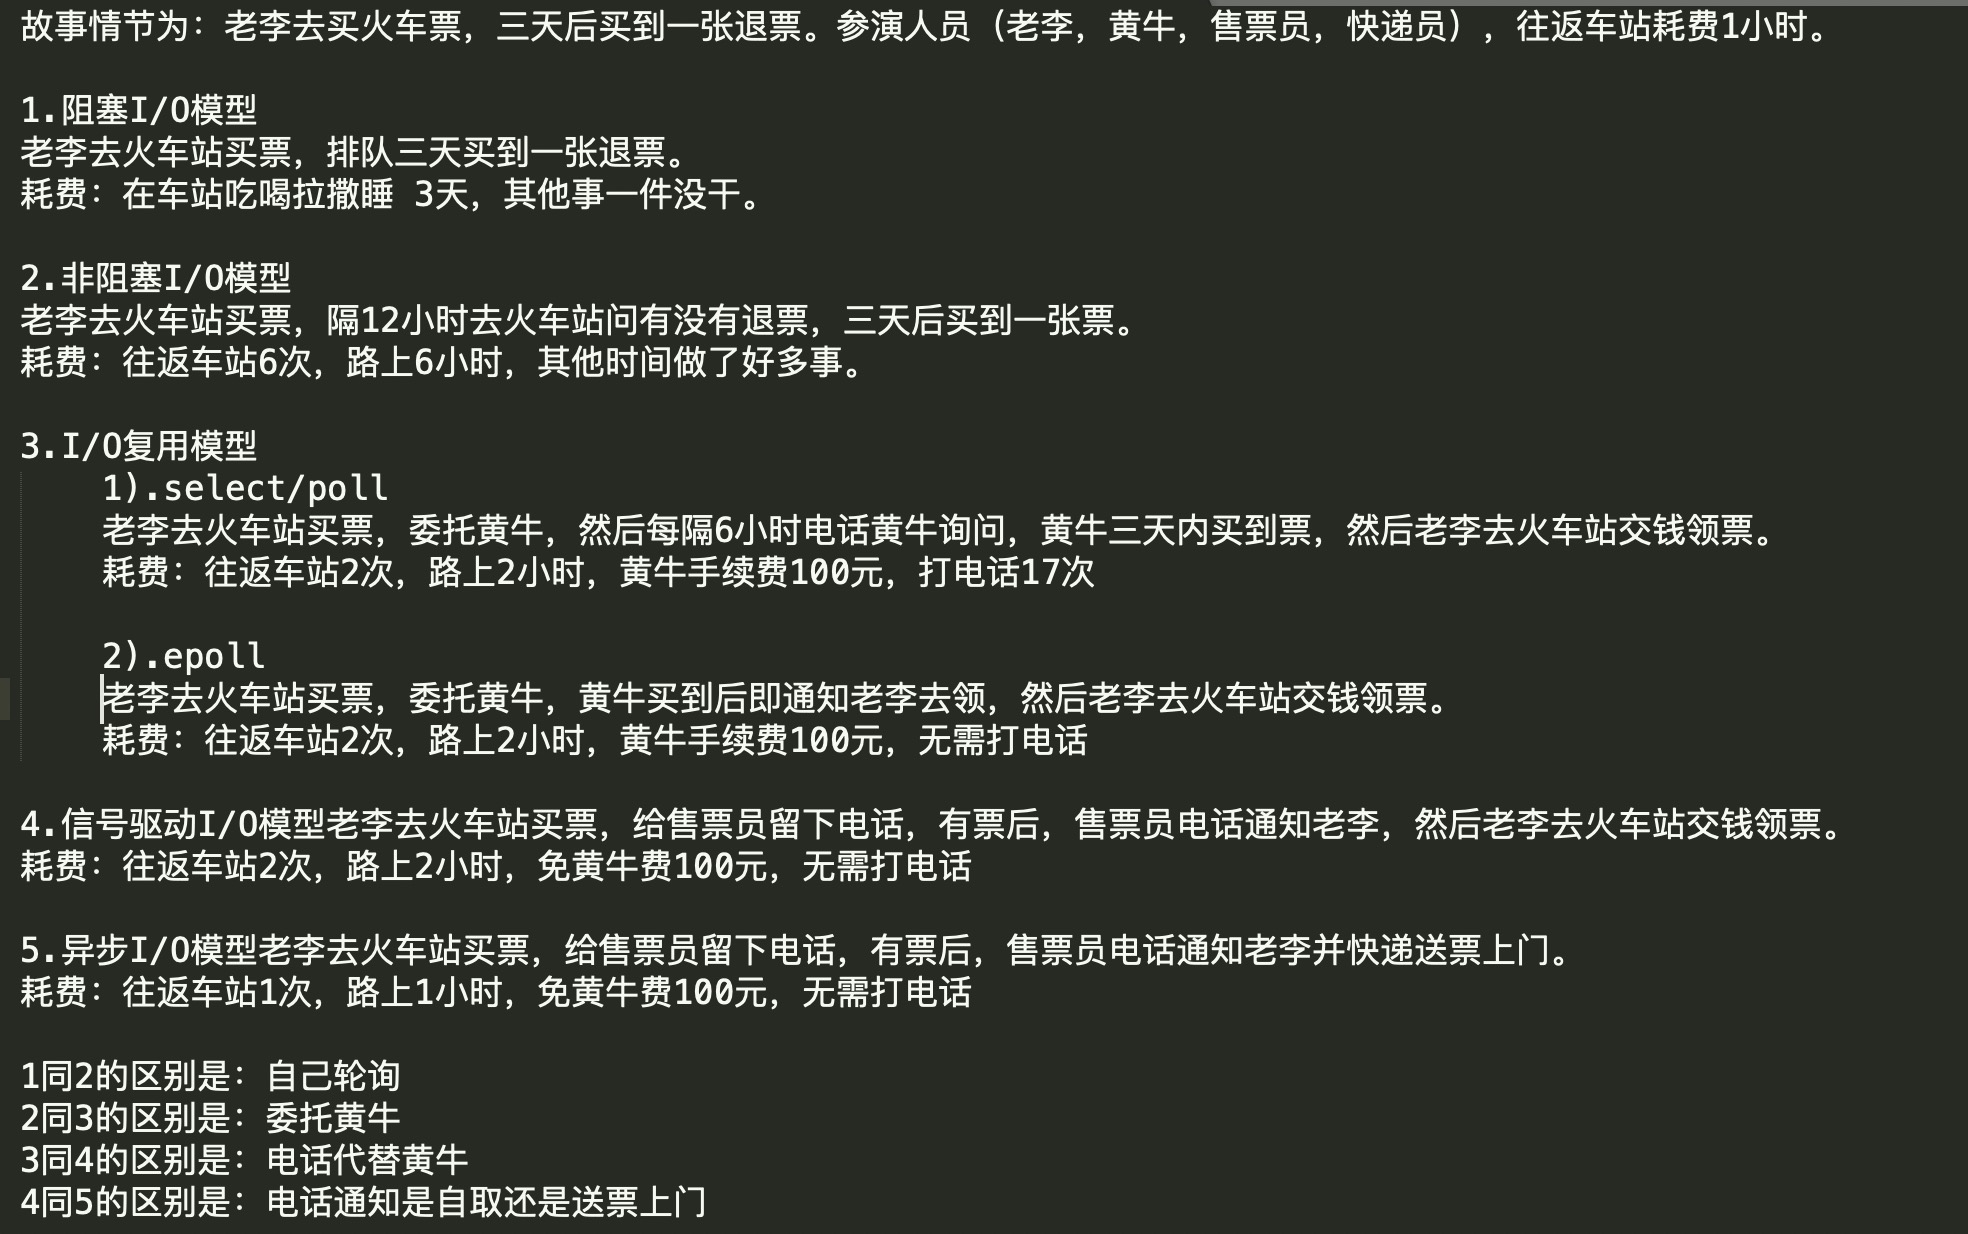 故事情节为：老李去买火车票，三天后买到一张退票。参演人员（老李，黄牛，售票员，快递员），往返车站耗费1小时。
1.阻塞I/O模型
老李去火车站买票，排队三天买到一张退票。
耗费：在车站吃喝拉撒睡 3天，其他事一件没干。
2.非阻塞I/O模型
老李去火车站买票，隔12小时去火车站问有没有退票，三天后买到一张票。
耗费：往返车站6次，路上6小时，其他时间做了好多事。
3.I/O复用模型
1).select/poll
老李去火车站买票，委托黄牛，然后每隔6小时电话黄牛询问，黄牛三天内买到票，然后老李去火车站交钱领票。
耗费：往返车站2次，路上2小时，黄牛手续费100元，打电话17次
2).epoll
老李去火车站买票，委托黄牛，黄牛买到后即通知老李去领，然后老李去火车站交钱领票。
耗费：往返车站2次，路上2小时，黄牛手续费100元，无需打电话
4.信号驱动I/O模型老李去火车站买票，给售票员留下电话，有票后，售票员电话通知老李，然后老李去火车站交钱领票。
耗费：往返车站2次，路上2小时，免黄牛费100元，无需打电话
5.异步I/O模型老李去火车站买票，给售票员留下电话，有票后，售票员电话通知老李并快递送票上门。
耗费：往返车站1次，路上1小时，免黄牛费100元，无需打电话
1同2的区别是：自己轮询
2同3的区别是：委托黄牛
3同4的区别是：电话代替黄牛
4同5的区别是：电话通知是自取还是送票上门